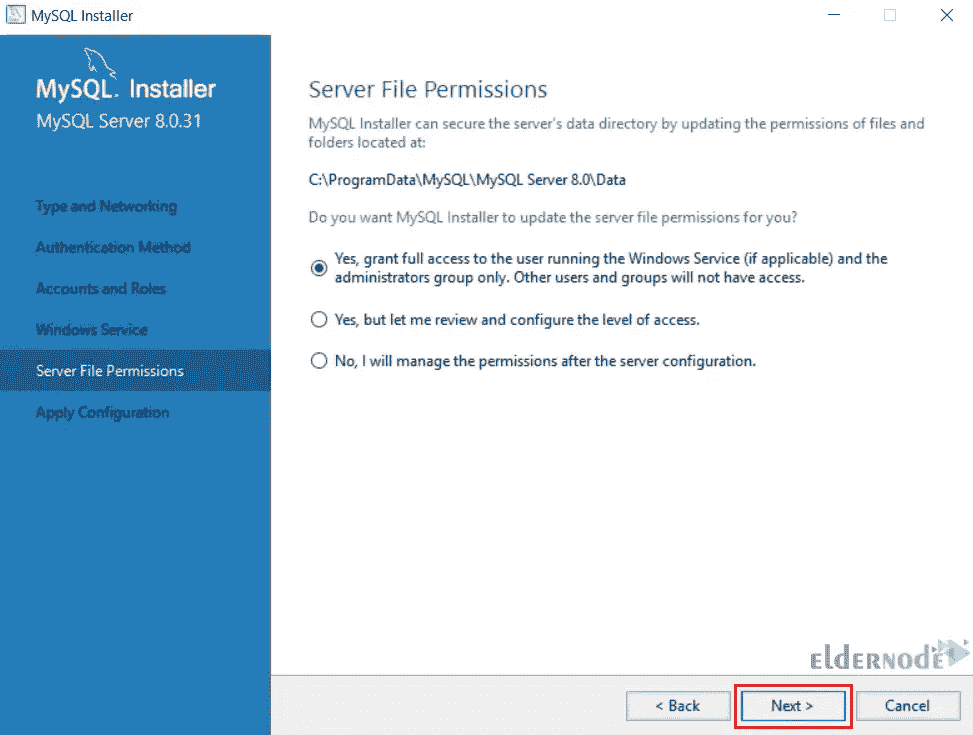 MySQL Installer
MySQL. Installer
MySQL Server 8.0.31
Type and Networking
Authentication Method
Accounts and Roles
Windows Service
Server File Permissions
Apply Configuration
Server File Permissions
MySQL Installer can secure the server's data directory by updating the permissions of files and
folders located at:
C:\ProgramData\MySQL\MySQL Server 8.0\Data
Do you want MySQL Installer to update the server file permissions for you?
Yes, grant full access to the user running the Windows Service (if applicable) and the
administrators group only. Other users and groups will not have access.
Yes, but let me review and configure the level of access.
No, I will manage the permissions after the server configuration.
ELDERNODE
< Back
Next >
Cancel